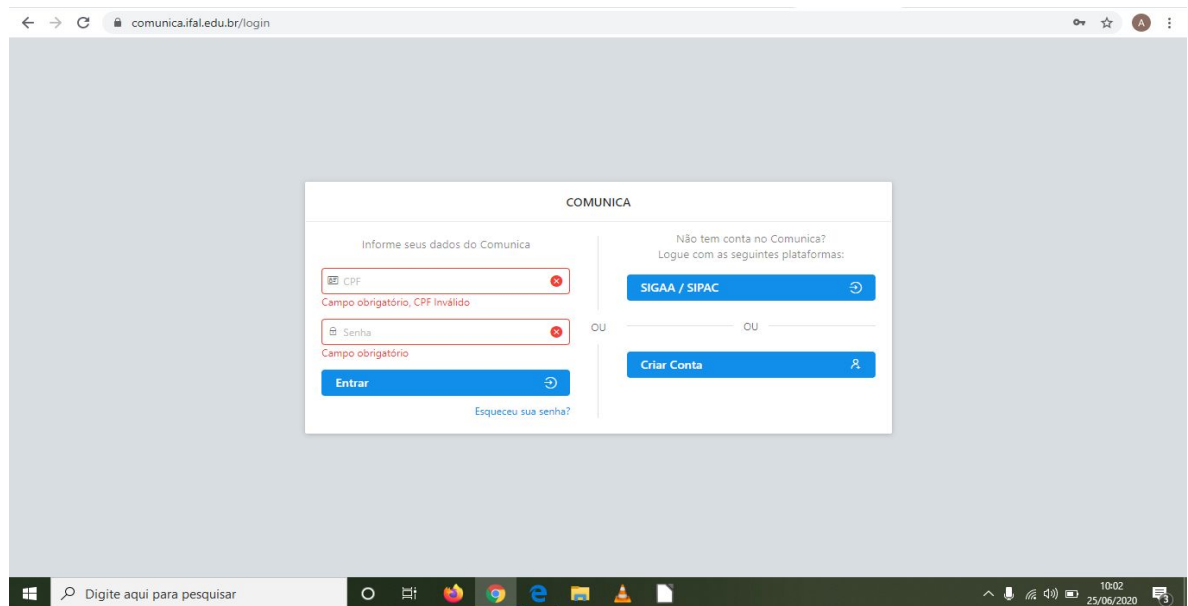 comunica.ifal.edu.br/login
A
COMUNICA
Informe seus dados do Comunica
CPF
Campo obrigatório, CPF Inválido
Senha
Campo obrigatório
Entrar
Esqueceu sua senha?
OU
Não tem conta no Comunica?
Logue com as seguintes plataformas:
SIGAA / SIPAC
OU
Criar Conta
Digite aqui para pesquisar
10:02
25/06/2020
3